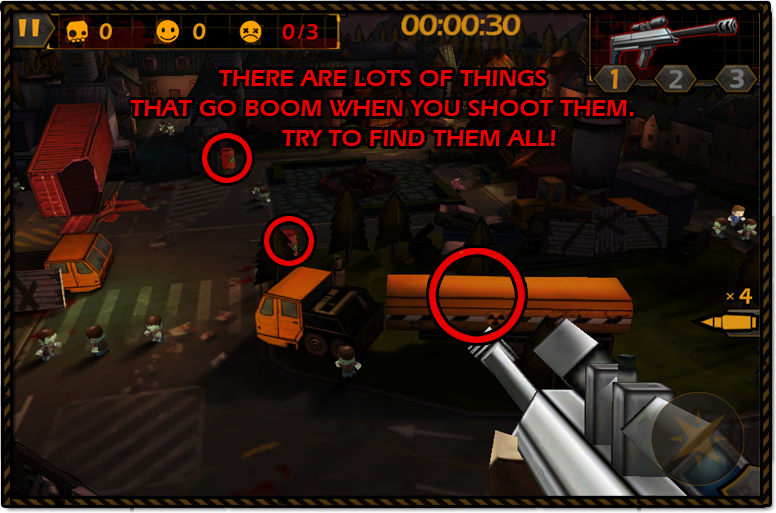 0 0 0/3
00:00:30
1 2 3
THERE ARE LOTS OF THINGS
THAT GO BOOM WHEN YOU SHOOT THEM.
TRY TO FIND THEM ALL!
×4